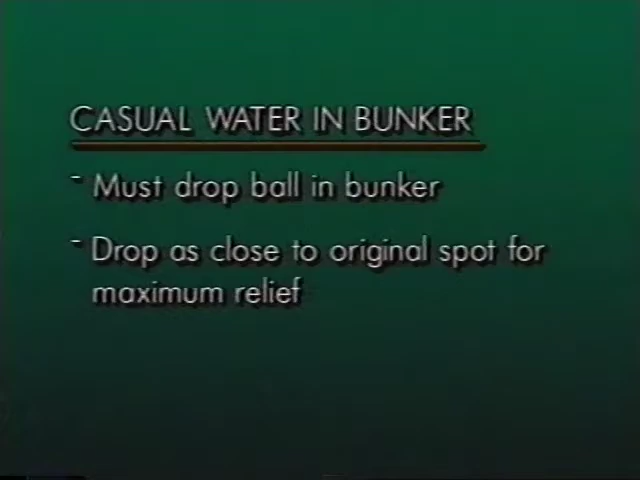 CASUAL WATER IN BUNKER
- Must drop ball in bunker
- Drop as close to original spot for
maximum relief